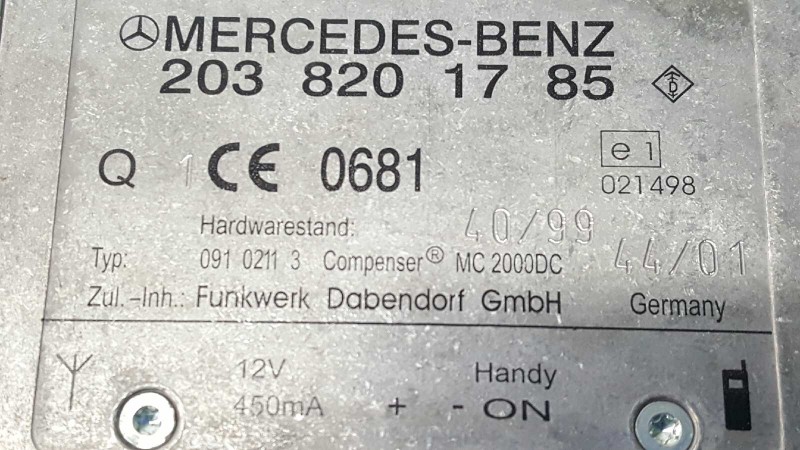 MERCEDES-BENZ
203 820 17 85 D
Q 1 CE 0681 e1
021498
Hardwarestand: 40/99
Typ: 091 0211 3 Compenser® MC 2000DC 44/01
Zul.-Inh.: Funkwerk Dabendorf GmbH Germany
12V Handy
450mA + - ON